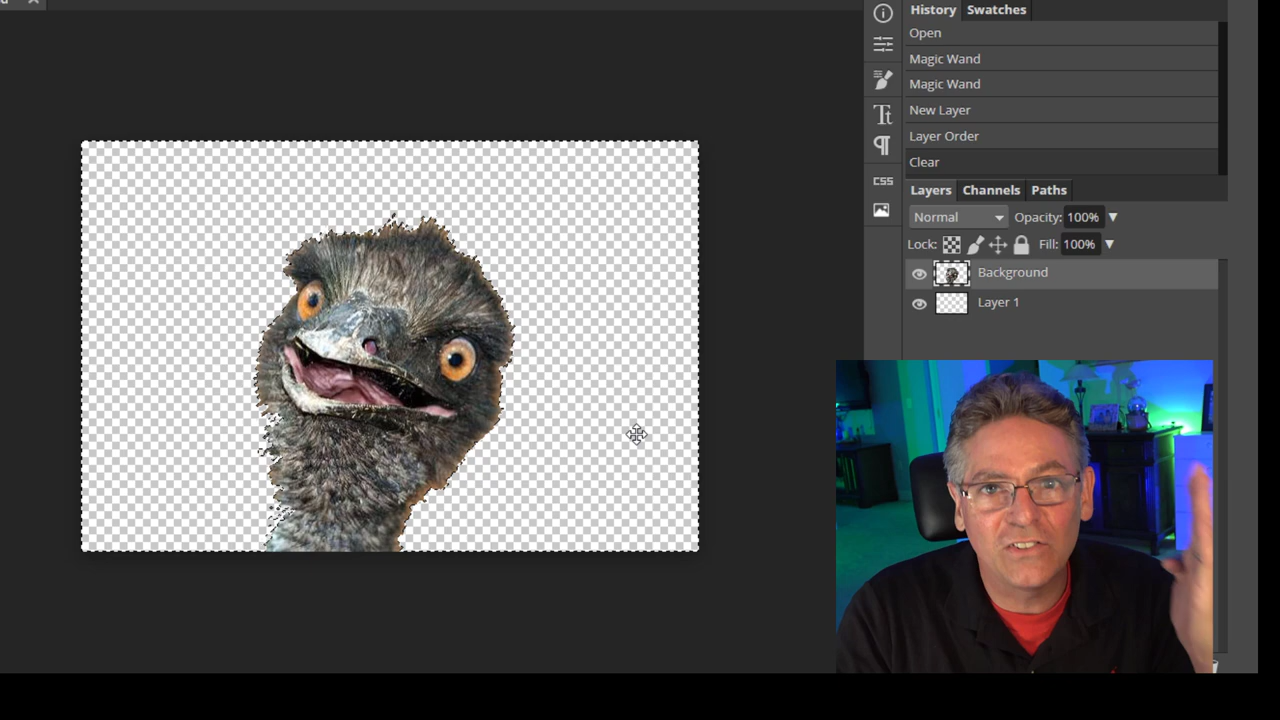 History Swatches
Open
Magic Wand
Magic Wand
New Layer
Layer Order
Clear
CSS
Layers Channels Paths
Normal Opacity: 100%
Lock: Fill: 100%
Background
Layer 1